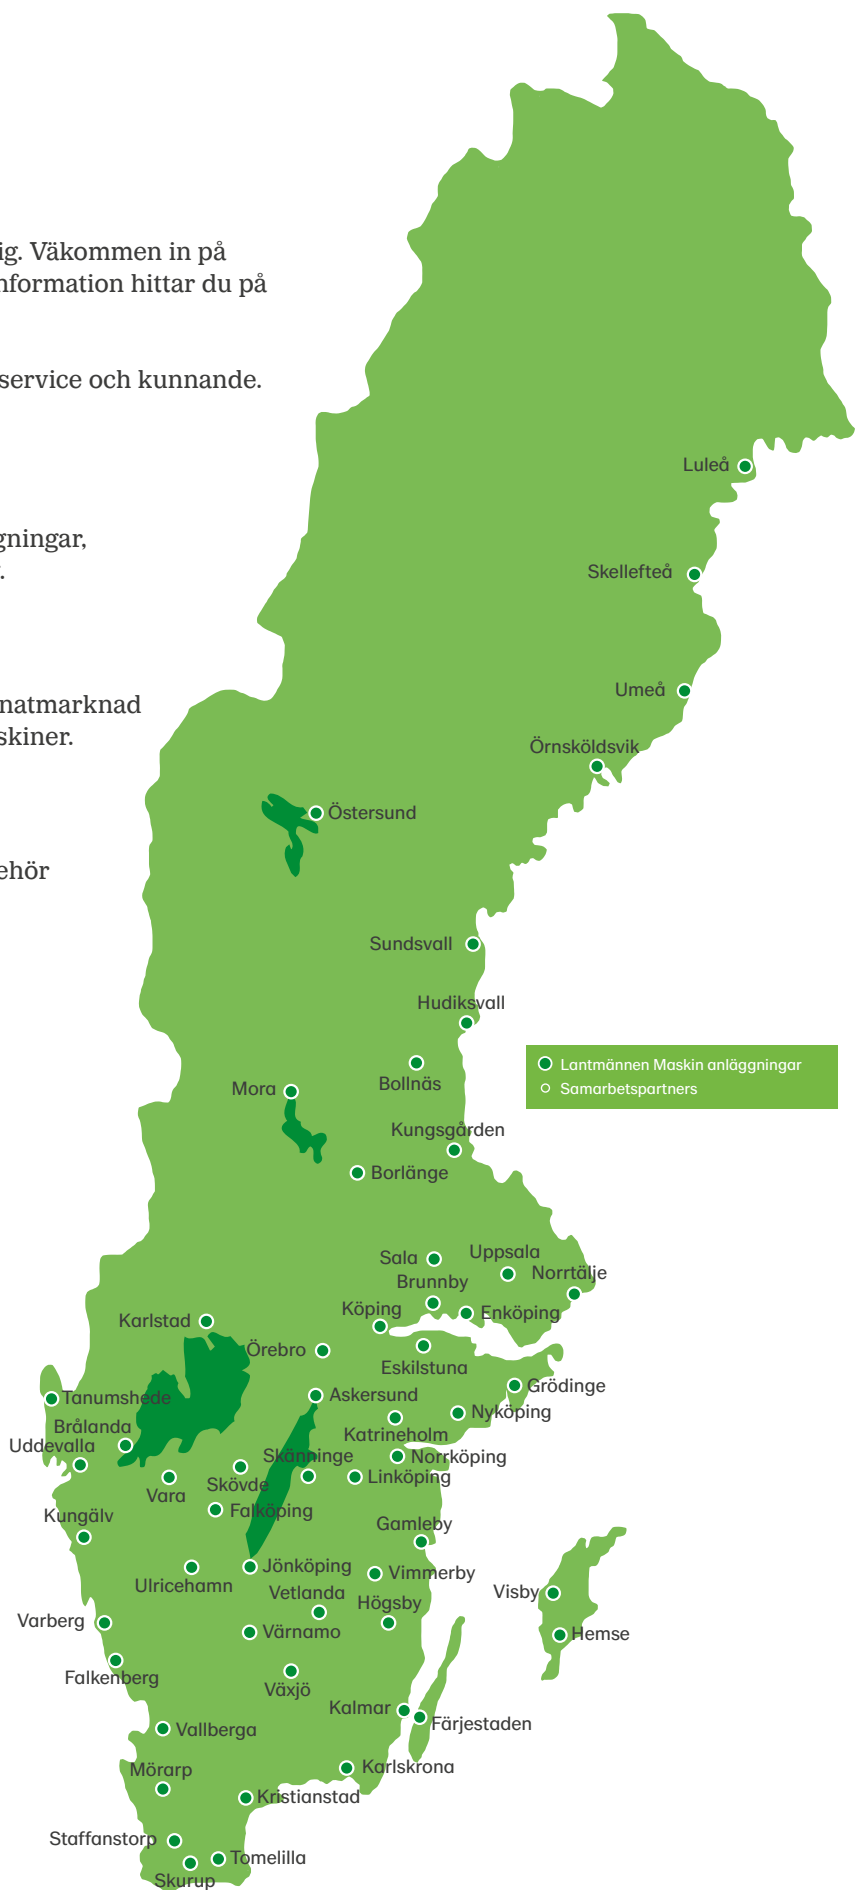 ig. Väkommen in på
nformation hittar du på
service och kunnande.
gningar,
.
natmarknad
skiner.
ehör
Luleå
Skellefteå
Umeå
Örnsköldsvik
Östersund
Sundsvall
Hudiksvall
Lantmännen Maskin anläggningar
Samarbetspartners
Bollnäs
Mora
Kungsgården
Borlänge
Uppsala
Sala
Norrtälje
Brunnby
Köping
Enköping
Karlstad
Örebro
Eskilstuna
Grödinge
Askersund
Tanumshede
Nyköping
Brålanda
Katrineholm
Uddevalla
Skänninge
Norrköping
Linköping
Skövde
Vara
Falköping
Kungälv
Gamleby
Jönköping
Vimmerby
Ulricehamn
Vetlanda
Visby
Högsby
Varberg
Värnamo
Hemse
Falkenberg
Växjö
Kalmar
Färjestaden
Vallberga
Karlskrona
Mörarp
Kristianstad
Staffanstorp
Tomelilla
Skurup